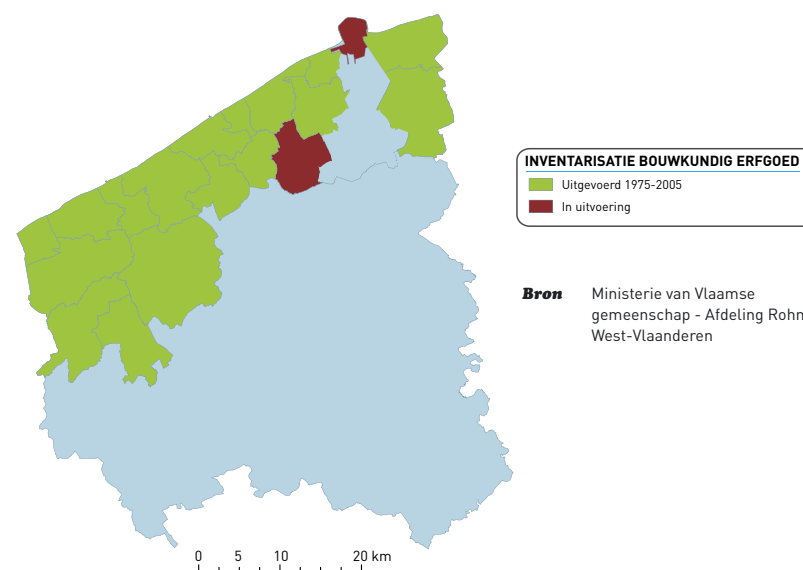 INVENTARISATIE BOUWKUNDIG ERFGOED
Uitgevoerd 1975-2005
In uitvoering
Bron Ministerie van Vlaamse
gemeenschap - Afdeling Rohm
West-Vlaanderen
0 5 10 20 km